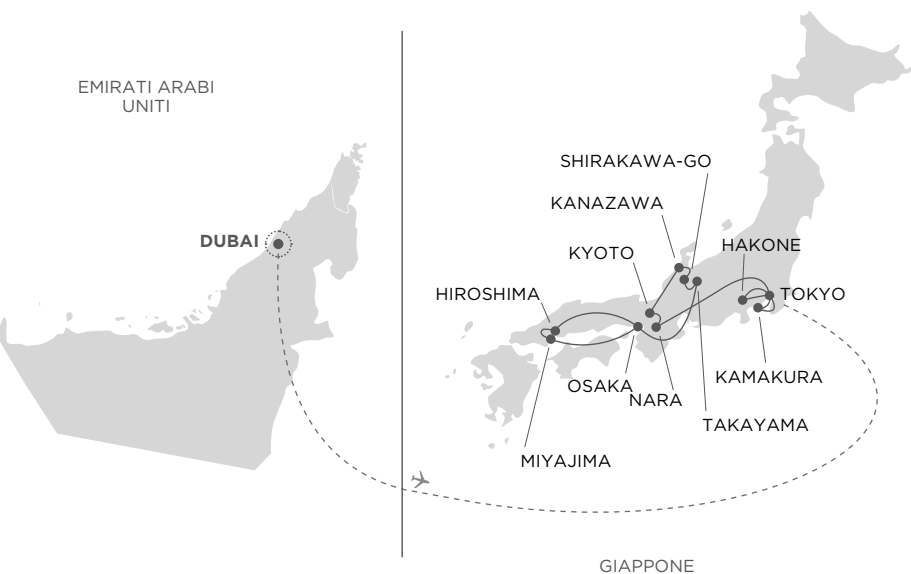 EMIRATI ARABI
UNITI
DUBAI
SHIRAKAWA-GO
KANAZAWA
KYOTO
HAKONE
HIROSHIMA
TOKYO
KAMAKURA
OSAKA
NARA
TAKAYAMA
MIYAJIMA
GIAPPONE